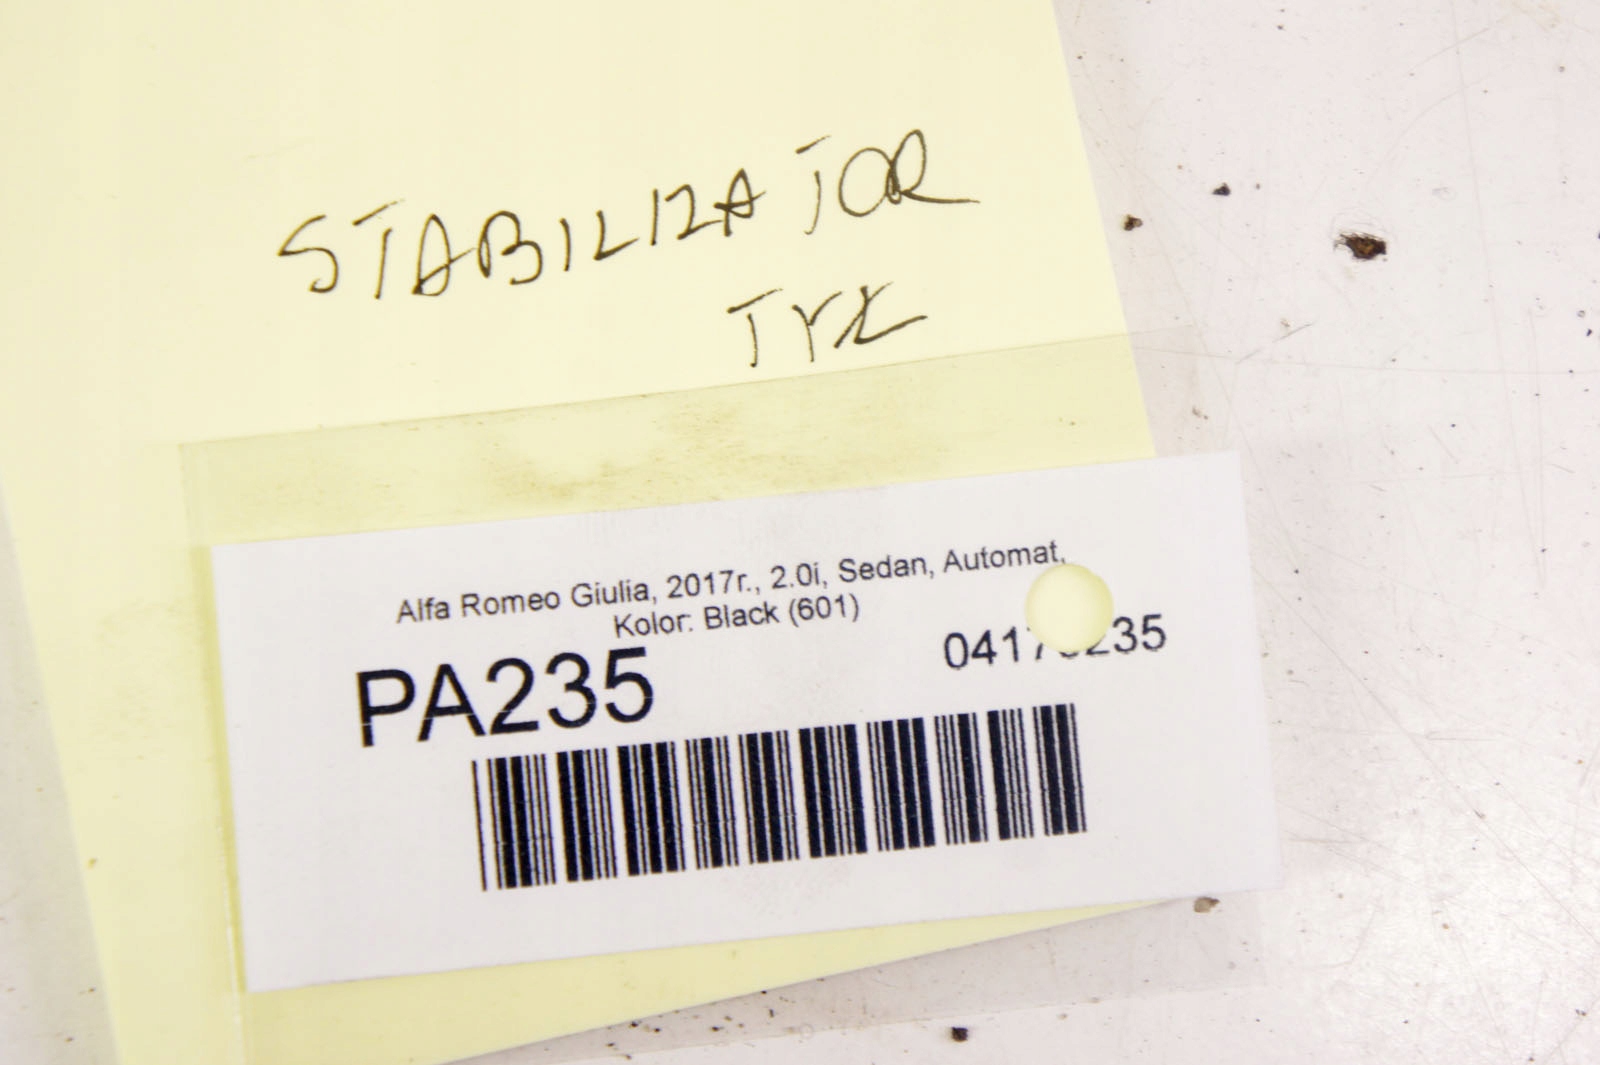 STABILIZATOR
TYŁ
Alfa Romeo Giulia, 2017r., 2.0i, Sedan, Automat,
Kolor: Black (601)
PA235